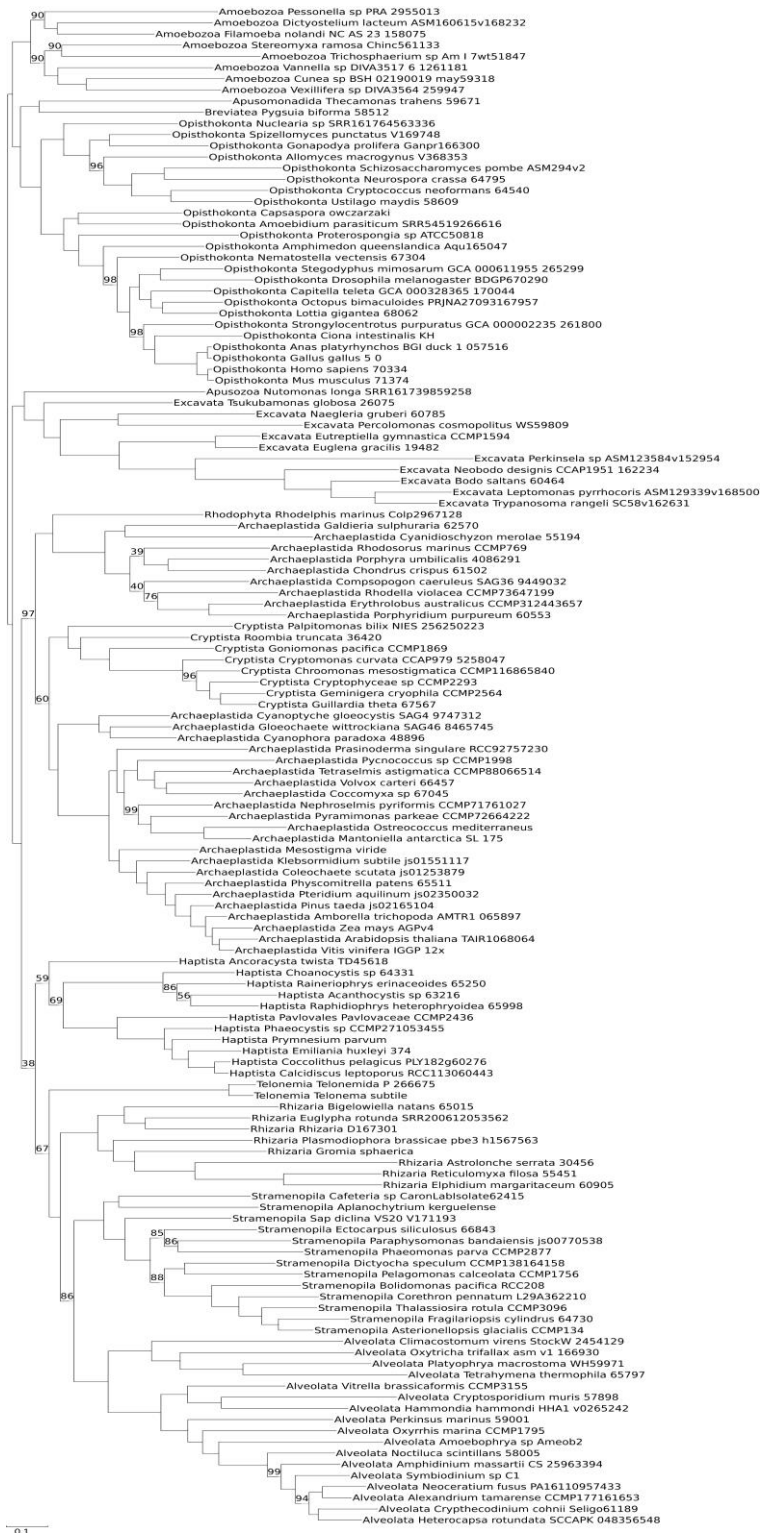 90
Amoebozoa Pessonella sp PRA 2955013
Amoebozoa Dictyostelium lacteum ASM160615v168232
Amoebozoa Filamoeba nolandi NC AS 23 158075
90
Amoebozoa Stereomyxa ramosa Chinc561133
90
Amoebozoa Trichosphaerium sp Am I 7wt51847
Amoebozoa Vannella sp DIVA3517 6 1261181
Amoebozoa Cunea sp BSH 02190019 may59318
Amoebozoa Vexillifera sp DIVA3564 259947
Apusomonadida Thecamonas trahens 59671
Breviatea Pygsuia biforma 58512
Opisthokonta Nuclearia sp SRR161764563336
Opisthokonta Spizellomyces punctatus V169748
Opisthokonta Gonapodya prolifera Ganpr166300
Opisthokonta Allomyces macrogynus V368353
96
Opisthokonta Schizosaccharomyces pombe ASM294v2
Opisthokonta Neurospora crassa 64795
Opisthokonta Cryptococcus neoformans 64540
Opisthokonta Ustilago maydis 58609
Opisthokonta Capsaspora owczarzaki
Opisthokonta Amoebidium parasiticum SRR54519266616
Opisthokonta Proterospongia sp ATCC50818
Opisthokonta Amphimedon queenslandica Aqu165047
Opisthokonta Nematostella vectensis 67304
Opisthokonta Stegodyphus mimosarum GCA 000611955 265299
98
Opisthokonta Drosophila melanogaster BDGP670290
Opisthokonta Capitella teleta GCA 000328365 170044
Opisthokonta Octopus bimaculoides PRJNA27093167957
Opisthokonta Lottia gigantea 68062
Opisthokonta Strongylocentrotus purpuratus GCA 000002235 261800
98
Opisthokonta Ciona intestinalis KH
Opisthokonta Anas platyrhynchos BGI duck 1 057516
Opisthokonta Gallus gallus 5 0
Opisthokonta Homo sapiens 70334
Opisthokonta Mus musculus 71374
Apusozoa Nutomonas longa SRR161739859258
Excavata Tsukubamonas globosa 26075
Excavata Naegleria gruberi 60785
Excavata Percolomonas cosmopolitus WS59809
Excavata Eutreptiella gymnastica CCMP1594
Excavata Euglena gracilis 19482
Excavata Perkinsela sp ASM123584v152954
Excavata Neobodo designis CCAP1951 162234
Excavata Bodo saltans 60464
Excavata Leptomonas pyrrhocoris ASM129339v168500
Excavata Trypanosoma rangeli SC58v162631
Rhodophyta Rhodelphis marinus Colp2967128
Archaeplastida Galdieria sulphuraria 62570
Archaeplastida Cyanidioschyzon merolae 55194
39
Archaeplastida Rhodosorus marinus CCMP769
Archaeplastida Porphyra umbilicalis 4086291
Archaeplastida Chondrus crispus 61502
40
Archaeplastida Compsopogon caeruleus SAG36 9449032
76
Archaeplastida Rhodella violacea CCMP73647199
Archaeplastida Erythrolobus australicus CCMP312443657
97
Archaeplastida Porphyridium purpureum 60553
Cryptista Palpitomonas bilix NIES 256250223
Cryptista Roombia truncata 36420
Cryptista Goniomonas pacifica CCMP1869
Cryptista Cryptomonas curvata CCAP979 5258047
96
Cryptista Chroomonas mesostigmatica CCMP116865840
Cryptista Cryptophyceae sp CCMP2293
Cryptista Geminigera cryophila CCMP2564
60
Cryptista Guillardia theta 67567
Archaeplastida Cyanoptyche gloeocystis SAG4 9747312
Archaeplastida Gloeochaete wittrockiana SAG46 8465745
Archaeplastida Cyanophora paradoxa 48896
Archaeplastida Prasinoderma singulare RCC92757230
Archaeplastida Pycnococcus sp CCMP1998
Archaeplastida Tetraselmis astigmatica CCMP88066514
Archaeplastida Volvox carteri 66457
Archaeplastida Coccomyxa sp 67045
99
Archaeplastida Nephroselmis pyriformis CCMP71761027
Archaeplastida Pyramimonas parkeae CCMP72664222
Archaeplastida Ostreococcus mediterraneus
Archaeplastida Mantoniella antarctica SL 175
Archaeplastida Mesostigma viride
Archaeplastida Klebsormidium subtile js01551117
Archaeplastida Coleochaete scutata js01253879
Archaeplastida Physcomitrella patens 65511
Archaeplastida Pteridium aquilinum js02350032
Archaeplastida Pinus taeda js02165104
Archaeplastida Amborella trichopoda AMTR1 065897
Archaeplastida Zea mays AGPv4
Archaeplastida Arabidopsis thaliana TAIR1068064
Archaeplastida Vitis vinifera IGGP 12x
Haptista Ancoracysta twista TD45618
59
Haptista Choanocystis sp 64331
86
Haptista Raineriophrys erinaceoides 65250
69
56
Haptista Acanthocystis sp 63216
Haptista Raphidiophrys heterophryoidea 65998
Haptista Pavlovales Pavlovaceae CCMP2436
Haptista Phaeocystis sp CCMP271053455
Haptista Prymnesium parvum
Haptista Emiliania huxleyi 374
38
Haptista Coccolithus pelagicus PLY182g60276
Haptista Calcidiscus leptoporus RCC113060443
Telonemia Telonemida P 266675
Telonemia Telonema subtile
Rhizaria Bigelowiella natans 65015
Rhizaria Euglypha rotunda SRR200612053562
Rhizaria Rhizaria D167301
Rhizaria Plasmodiophora brassicae pbe3 h1567563
67
Rhizaria Gromia sphaerica
Rhizaria Astrolonche serrata 30456
Rhizaria Reticulomyxa filosa 55451
Rhizaria Elphidium margaritaceum 60905
Stramenopila Cafeteria sp CaronLabIsolate62415
Stramenopila Aplanochytrium kerguelense
Stramenopila Sap diclina VS20 V171193
85
Stramenopila Ectocarpus siliculosus 66843
86
Stramenopila Paraphysomonas bandaiensis js00770538
Stramenopila Phaeomonas parva CCMP2877
Stramenopila Dictyocha speculum CCMP138164158
88
Stramenopila Pelagomonas calceolata CCMP1756
Stramenopila Bolidomonas pacifica RCC208
86
Stramenopila Corethron pennatum L29A362210
Stramenopila Thalassiosira rotula CCMP3096
Stramenopila Fragilariopsis cylindrus 64730
Stramenopila Asterionellopsis glacialis CCMP134
Alveolata Climacostomum virens StockW 2454129
Alveolata Oxytricha trifallax asm v1 166930
Alveolata Platyophrya macrostoma WH59971
Alveolata Tetrahymena thermophila 65797
Alveolata Vitrella brassicaformis CCMP3155
Alveolata Cryptosporidium muris 57898
Alveolata Hammondia hammondi HHA1 v0265242
Alveolata Perkinsus marinus 59001
Alveolata Oxyrrhis marina CCMP1795
Alveolata Amoebophrya sp Ameob2
Alveolata Noctiluca scintillans 58005
99
Alveolata Amphidinium massartii CS 25963394
Alveolata Symbiodinium sp C1
Alveolata Neoceratium fusus PA16110957433
94
Alveolata Alexandrium tamarense CCMP177161653
Alveolata Crypthecodinium cohnii Seligo61189
Alveolata Heterocapsa rotundata SCCAPK 048356548
0.1